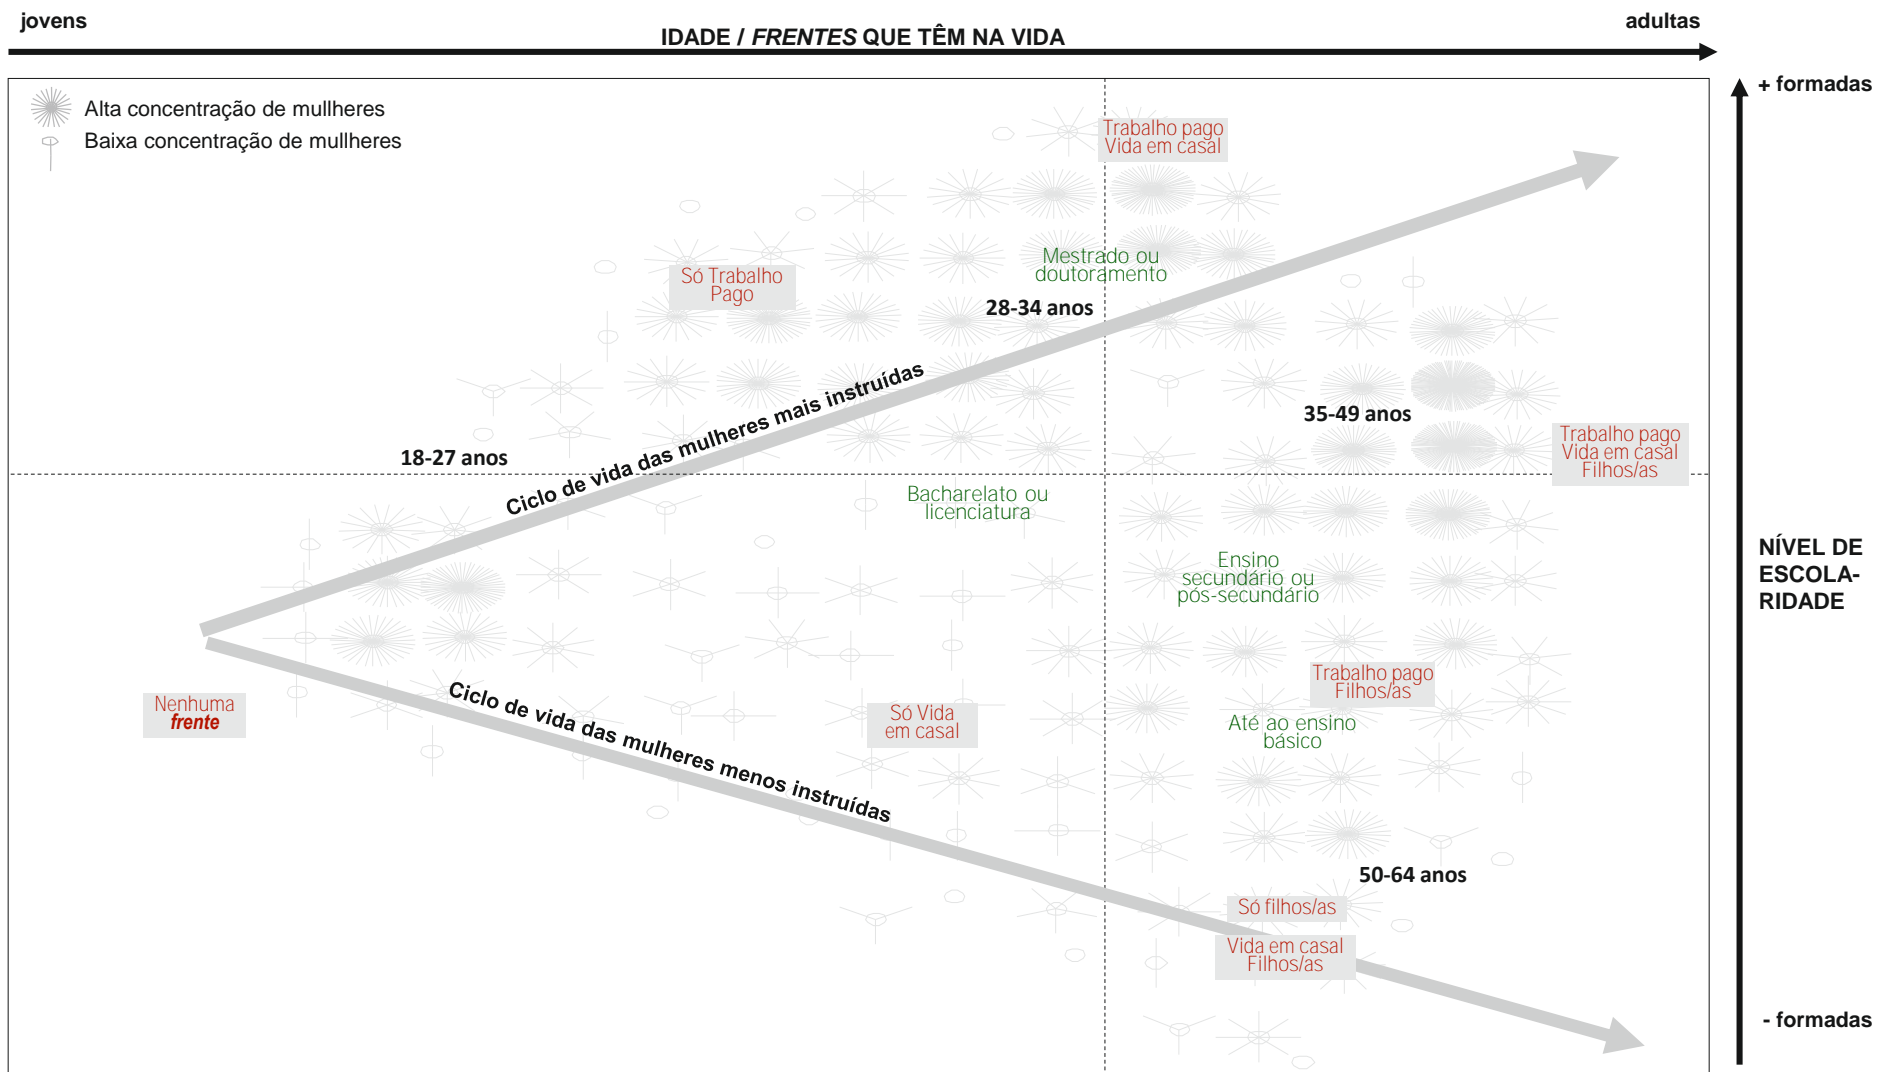 jovens
adultas
IDADE / FRENTES QUE TÊM NA VIDA
+ formadas
Alta concentração de mullheres
Baixa concentração de mullheres
Trabalho pago
Vida em casal
Mestrado ou
doutoramento
Só Trabalho
Pago
28-34 anos
Ciclo de vida das mulheres mais instruídas
35-49 anos
18-27 anos
Trabalho pago
Vida em casal
Filhos/as
Bacharelato ou
licenciatura
Ensino
secundário ou
pós-secundário
NÍVEL DE
ESCOLA-
RIDADE
Nenhuma
frente
Ciclo de vida das mulheres menos instruídas
Só Vida
em casal
Trabalho pago
Filhos/as
Até ao ensino
básico
50-64 anos
Só filhos/as
Vida em casal
Filhos/as
- formadas